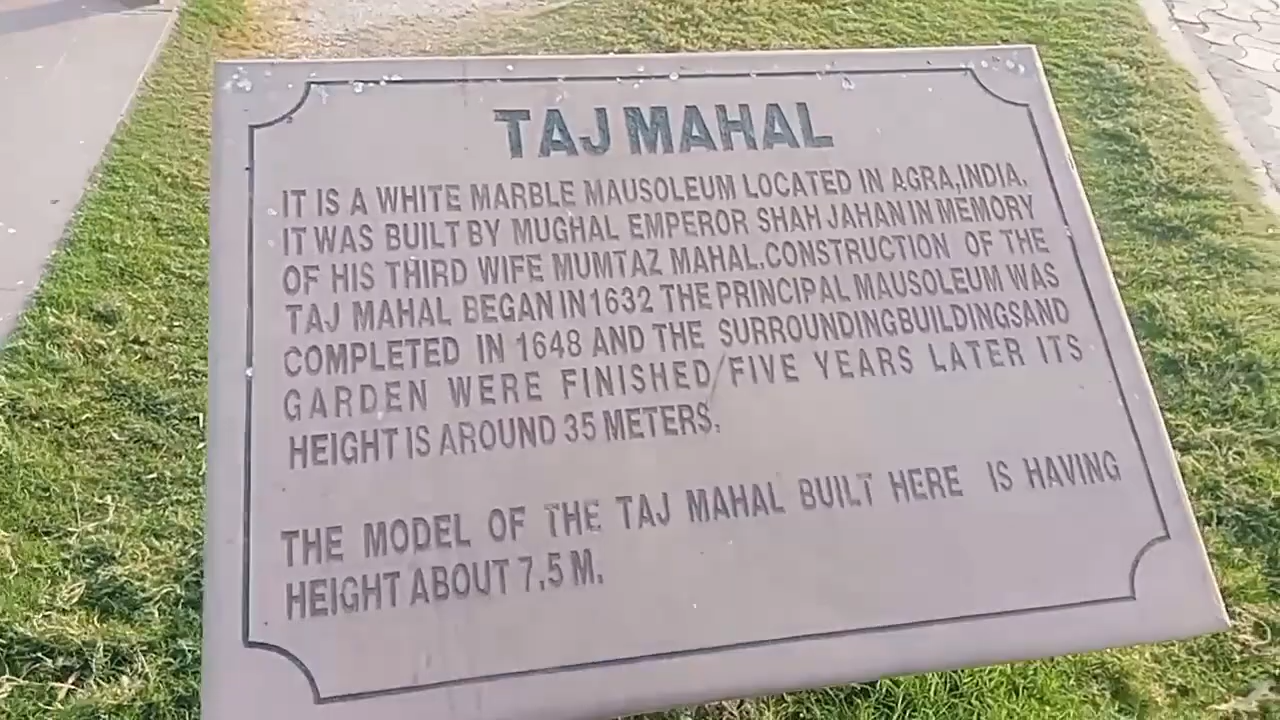 TAJ MAHAL
IT IS A WHITE MARBLE MAUSOLEUM LOCATED IN AGRA,INDIA.
IT WAS BUILT BY MUGHAL EMPEROR SHAH JAHAN IN MEMORY
OF HIS THIRD WIFE MUMTAZ MAHAL.CONSTRUCTION OF THE
TAJ MAHAL BEGAN IN 1632 THE PRINCIPAL MAUSOLEUM WAS
COMPLETED IN 1648 AND THE SURROUNDINGBUILDINGSAND
GARDEN WERE FINISHED FIVE YEARS LATER ITS
HEIGHT IS AROUND 35 METERS.
THE MODEL OF THE TAJ MAHAL BUILT HERE IS HAVING
HEIGHT ABOUT 7.5 M.